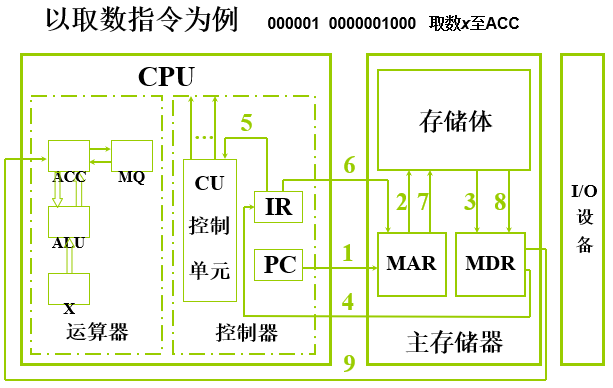 以取数指令为例 000001 0000001000 取数x至ACC
CPU
ACC
MQ
ALU
X
运算器
…
CU
控制
单元
IR
PC
控制器
5
6
1
4
9
存储体
2
7
3
8
MAR
MDR
主存储器
I/O
设
备